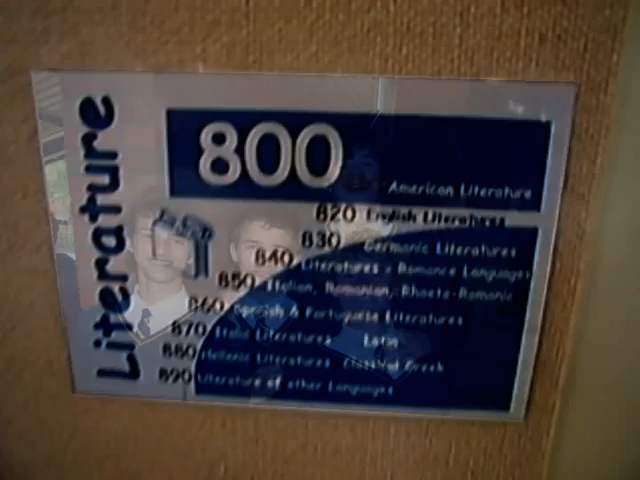 Literature
800
American Literature
820 English Literatures
830 Germanic Literatures
840 Literatures - Romance Languages
850 Italian, Romanian, Rhaeto-Romanic
860 Spanish & Portuguese Literatures
870 Italic Literatures Latin
880 Hellenic Literatures Classical Greek
890 Literature of other Languages